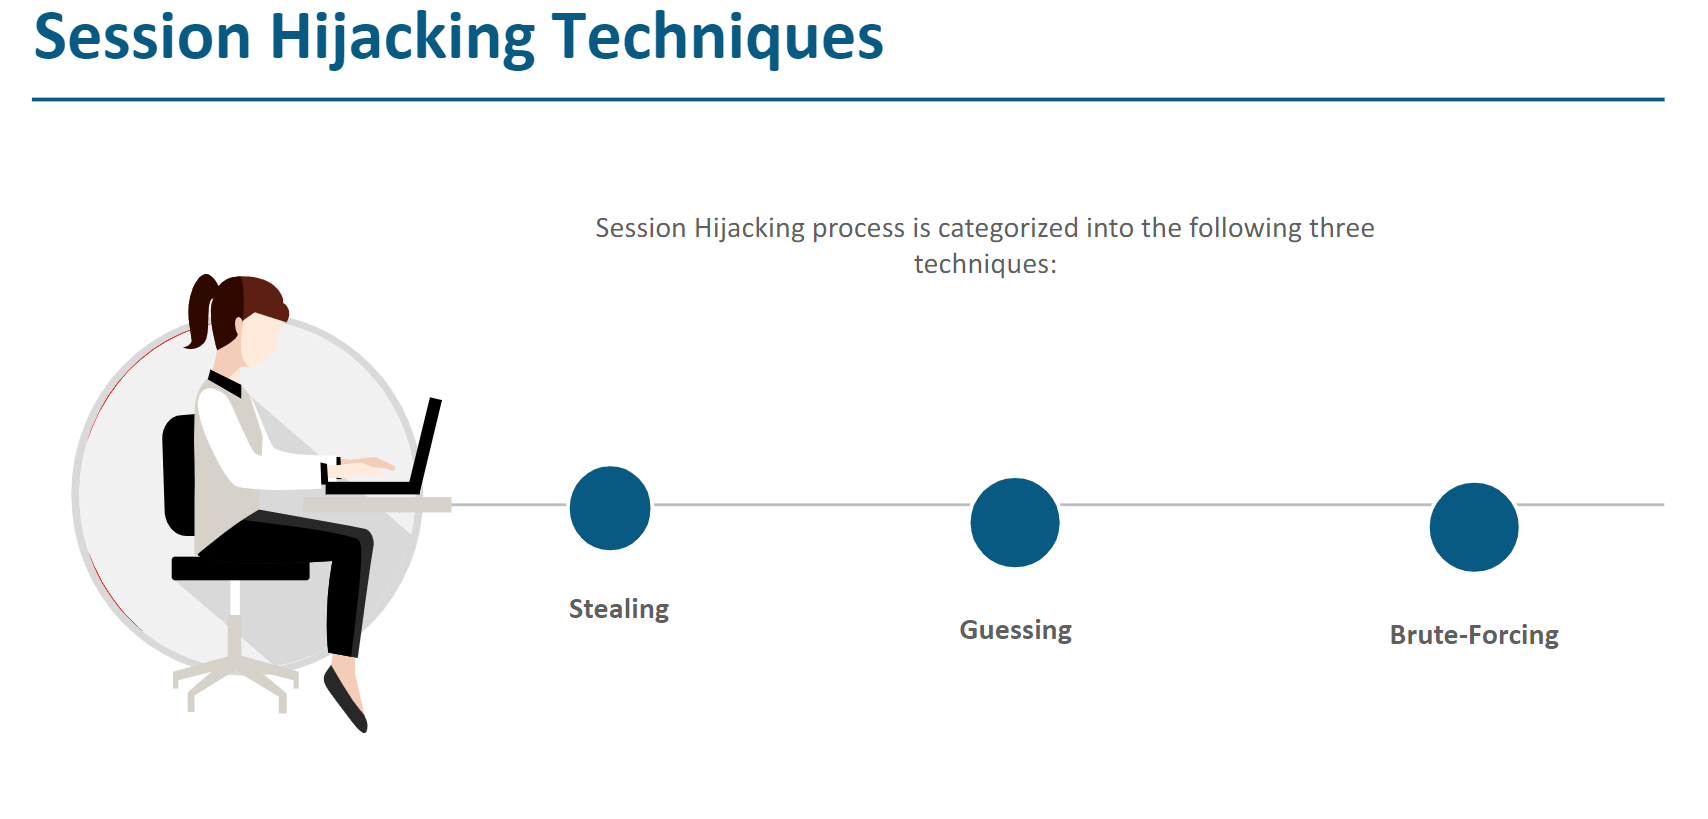 Session Hijacking Techniques
Session Hijacking process is categorized into the following three
techniques:
Stealing
Guessing
Brute-Forcing